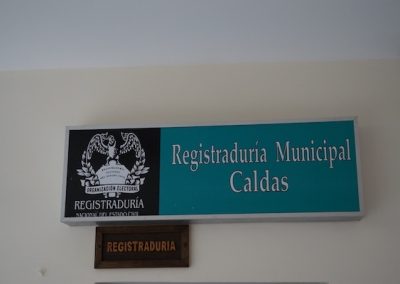 Registraduría Municipal
Caldas
ORGANIZACIÓN ELECTORAL
REGISTRADURÍA
NACIONAL DEL ESTADO CIVIL
REGISTRADURIA